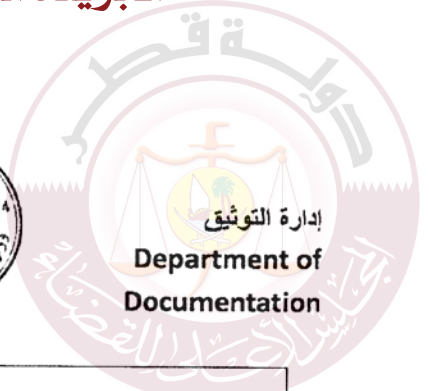 دولة قطر
إدارة التوثيق
Department of
Documentation
المجلس الأعلى للقضاء